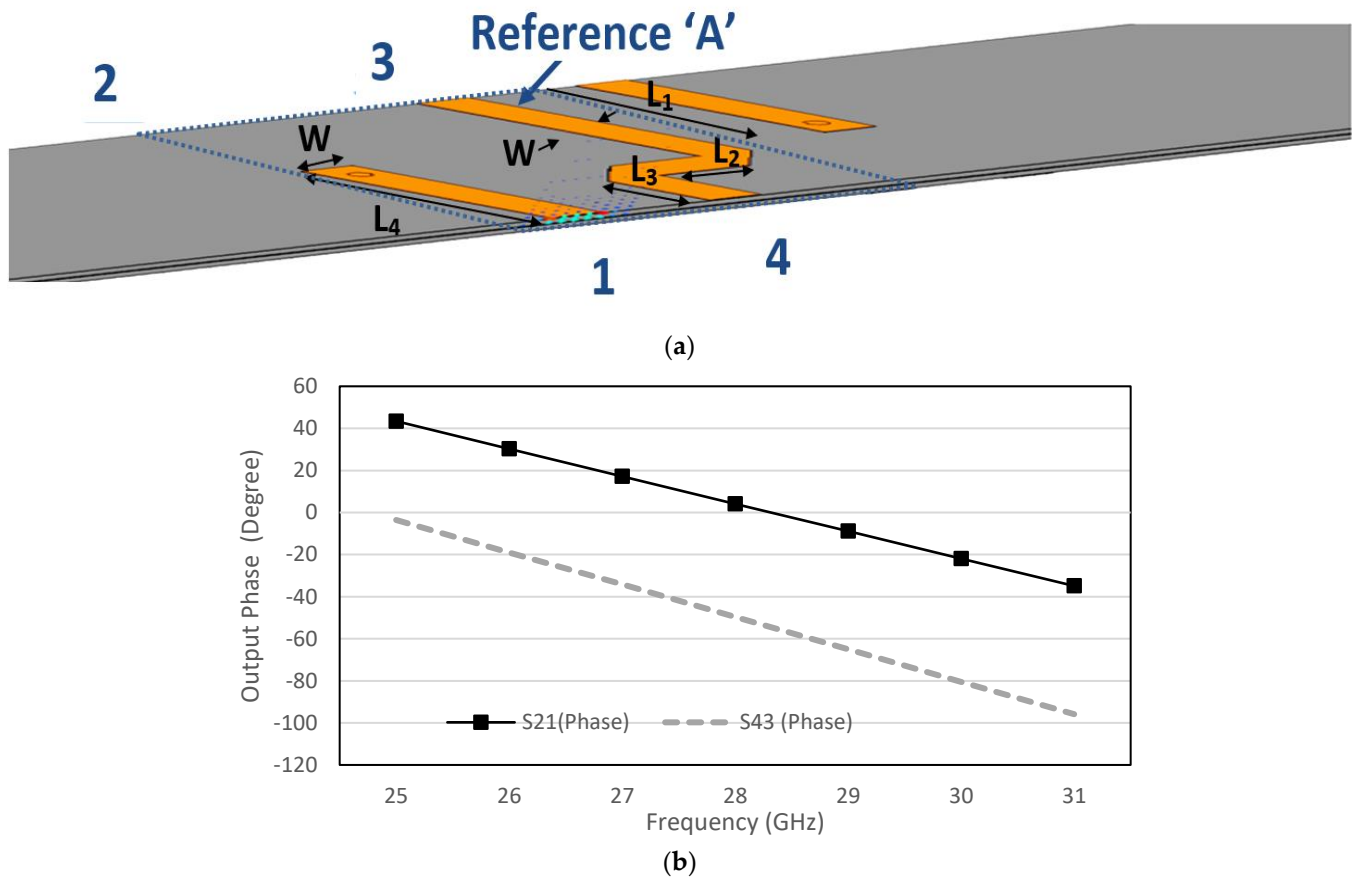 Reference ‘A’
3
2
L1
W
W
L2
L3
L4
4
1
(a)
60
40
20
0
-20
-40
-60
-80
-100
-120
Output Phase (Degree)
S21(Phase)
S43 (Phase)
25 26 27 28 29 30 31
Frequency (GHz)
(b)